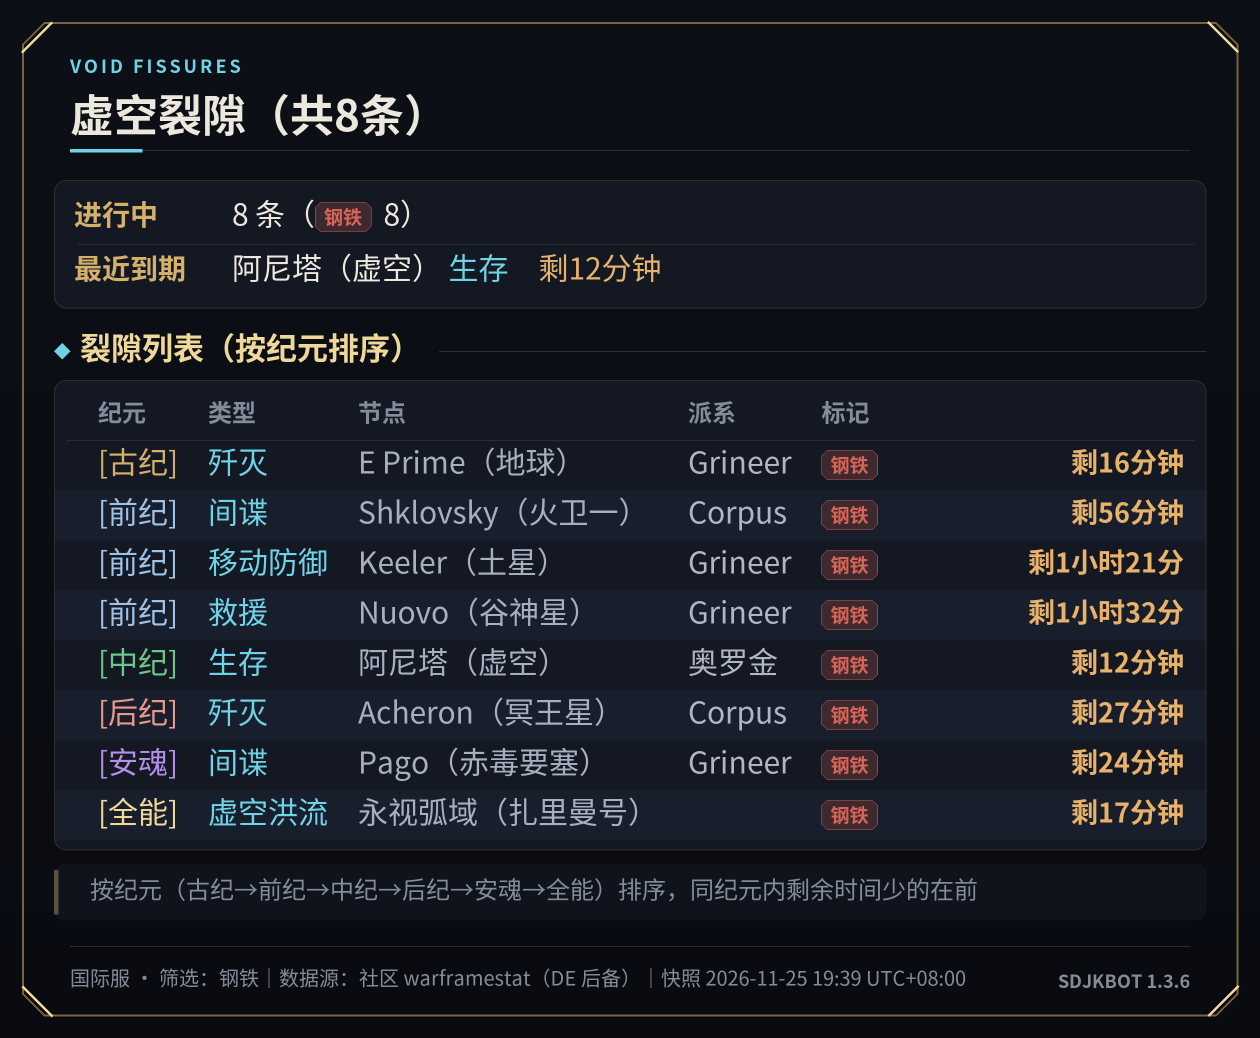 VOID FISSURES
虚空裂隙（共8条）
进行中 8 条（钢铁 8）
最近到期 阿尼塔（虚空） 生存 剩12分钟
◆ 裂隙列表（按纪元排序）
纪元 类型 节点 派系 标记
[古纪] 歼灭 E Prime（地球） Grineer 钢铁 剩16分钟
[前纪] 间谍 Shklovsky（火卫一） Corpus 钢铁 剩56分钟
[前纪] 移动防御 Keeler（土星） Grineer 钢铁 剩1小时21分
[前纪] 救援 Nuovo（谷神星） Grineer 钢铁 剩1小时32分
[中纪] 生存 阿尼塔（虚空） 奥罗金 钢铁 剩12分钟
[后纪] 歼灭 Acheron（冥王星） Corpus 钢铁 剩27分钟
[安魂] 间谍 Pago（赤毒要塞） Grineer 钢铁 剩24分钟
[全能] 虚空洪流 永视弧域（扎里曼号） 钢铁 剩17分钟
按纪元（古纪→前纪→中纪→后纪→安魂→全能）排序，同纪元内剩余时间少的在前
国际服 · 筛选：钢铁｜数据源：社区 warframestat（DE 后备）｜快照 2026-11-25 19:39 UTC+08:00 SDJKBOT 1.3.6